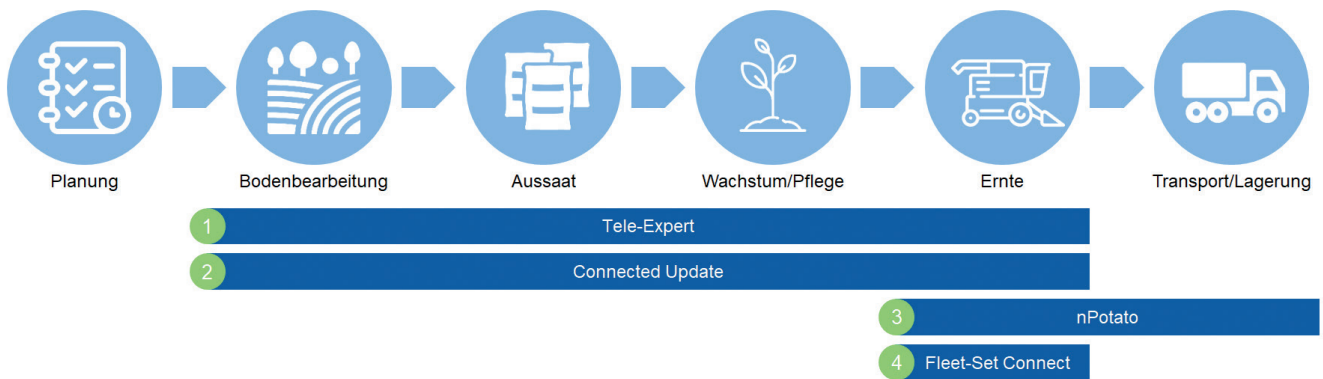 Planung
Bodenbearbeitung
Aussaat
Wachstum/Pflege
Ernte
Transport/Lagerung
1 Tele-Expert
2 Connected Update
3 nPotato
4 Fleet-Set Connect